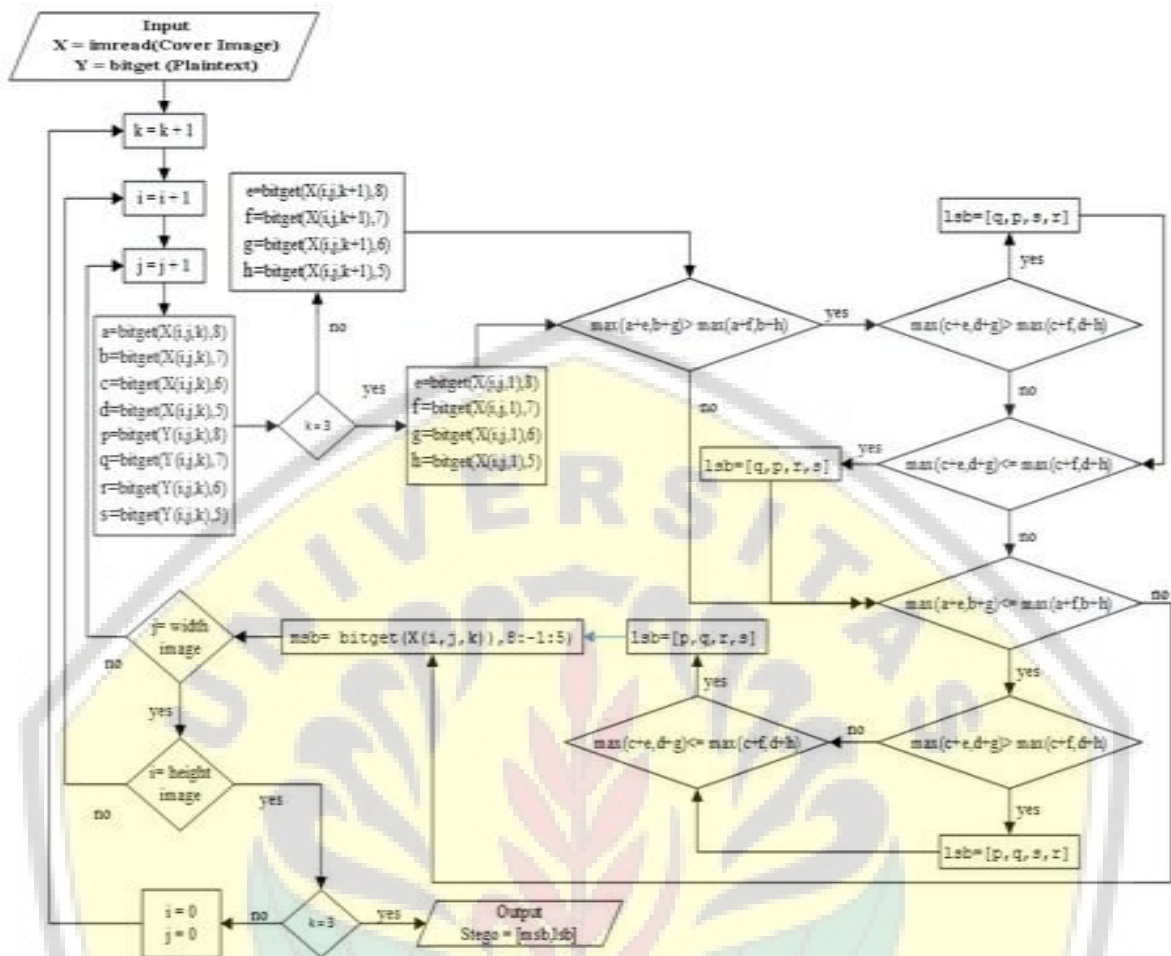 Input
X = imread(Cover Image)
Y = bitget (Plaintext)
k = k + 1
i = i + 1
j = j + 1
a=bitget(X(i,j,k),8)
b=bitget(X(i,j,k),7)
c=bitget(X(i,j,k),6)
d=bitget(X(i,j,k),5)
p=bitget(Y(i,j,k),8)
q=bitget(Y(i,j,k),7)
r=bitget(Y(i,j,k),6)
s=bitget(Y(i,j,k),5)
k = 3
no
yes
e=bitget(X(i,j,k+1),8)
f=bitget(X(i,j,k+1),7)
g=bitget(X(i,j,k+1),6)
h=bitget(X(i,j,k+1),5)
e=bitget(X(i,j,1),8)
f=bitget(X(i,j,1),7)
g=bitget(X(i,j,1),6)
h=bitget(X(i,j,1),5)
max(a+e,b+g)> max(a+f,b+h)
yes
no
max(c+e,d+g)> max(c+f,d+h)
yes
lsb=[q,p,s,r]
no
max(c+e,d+g)<= max(c+f,d+h)
yes
lsb=[q,p,r,s]
no
max(a+e,b+g)<= max(a+f,b+h)
no
yes
max(c+e,d+g)> max(c+f,d+h)
yes
lsb=[p,q,s,r]
no
max(c+e,d+g)<= max(c+f,d+h)
yes
lsb=[p,q,r,s]
msb= bitget(X(i,j,k)),8:-1:5)
j= width
image
no
yes
i= height
image
no
yes
k=3
no
i = 0
j = 0
yes
Output
Stego = [msb,lsb]
UNIVERSITAS